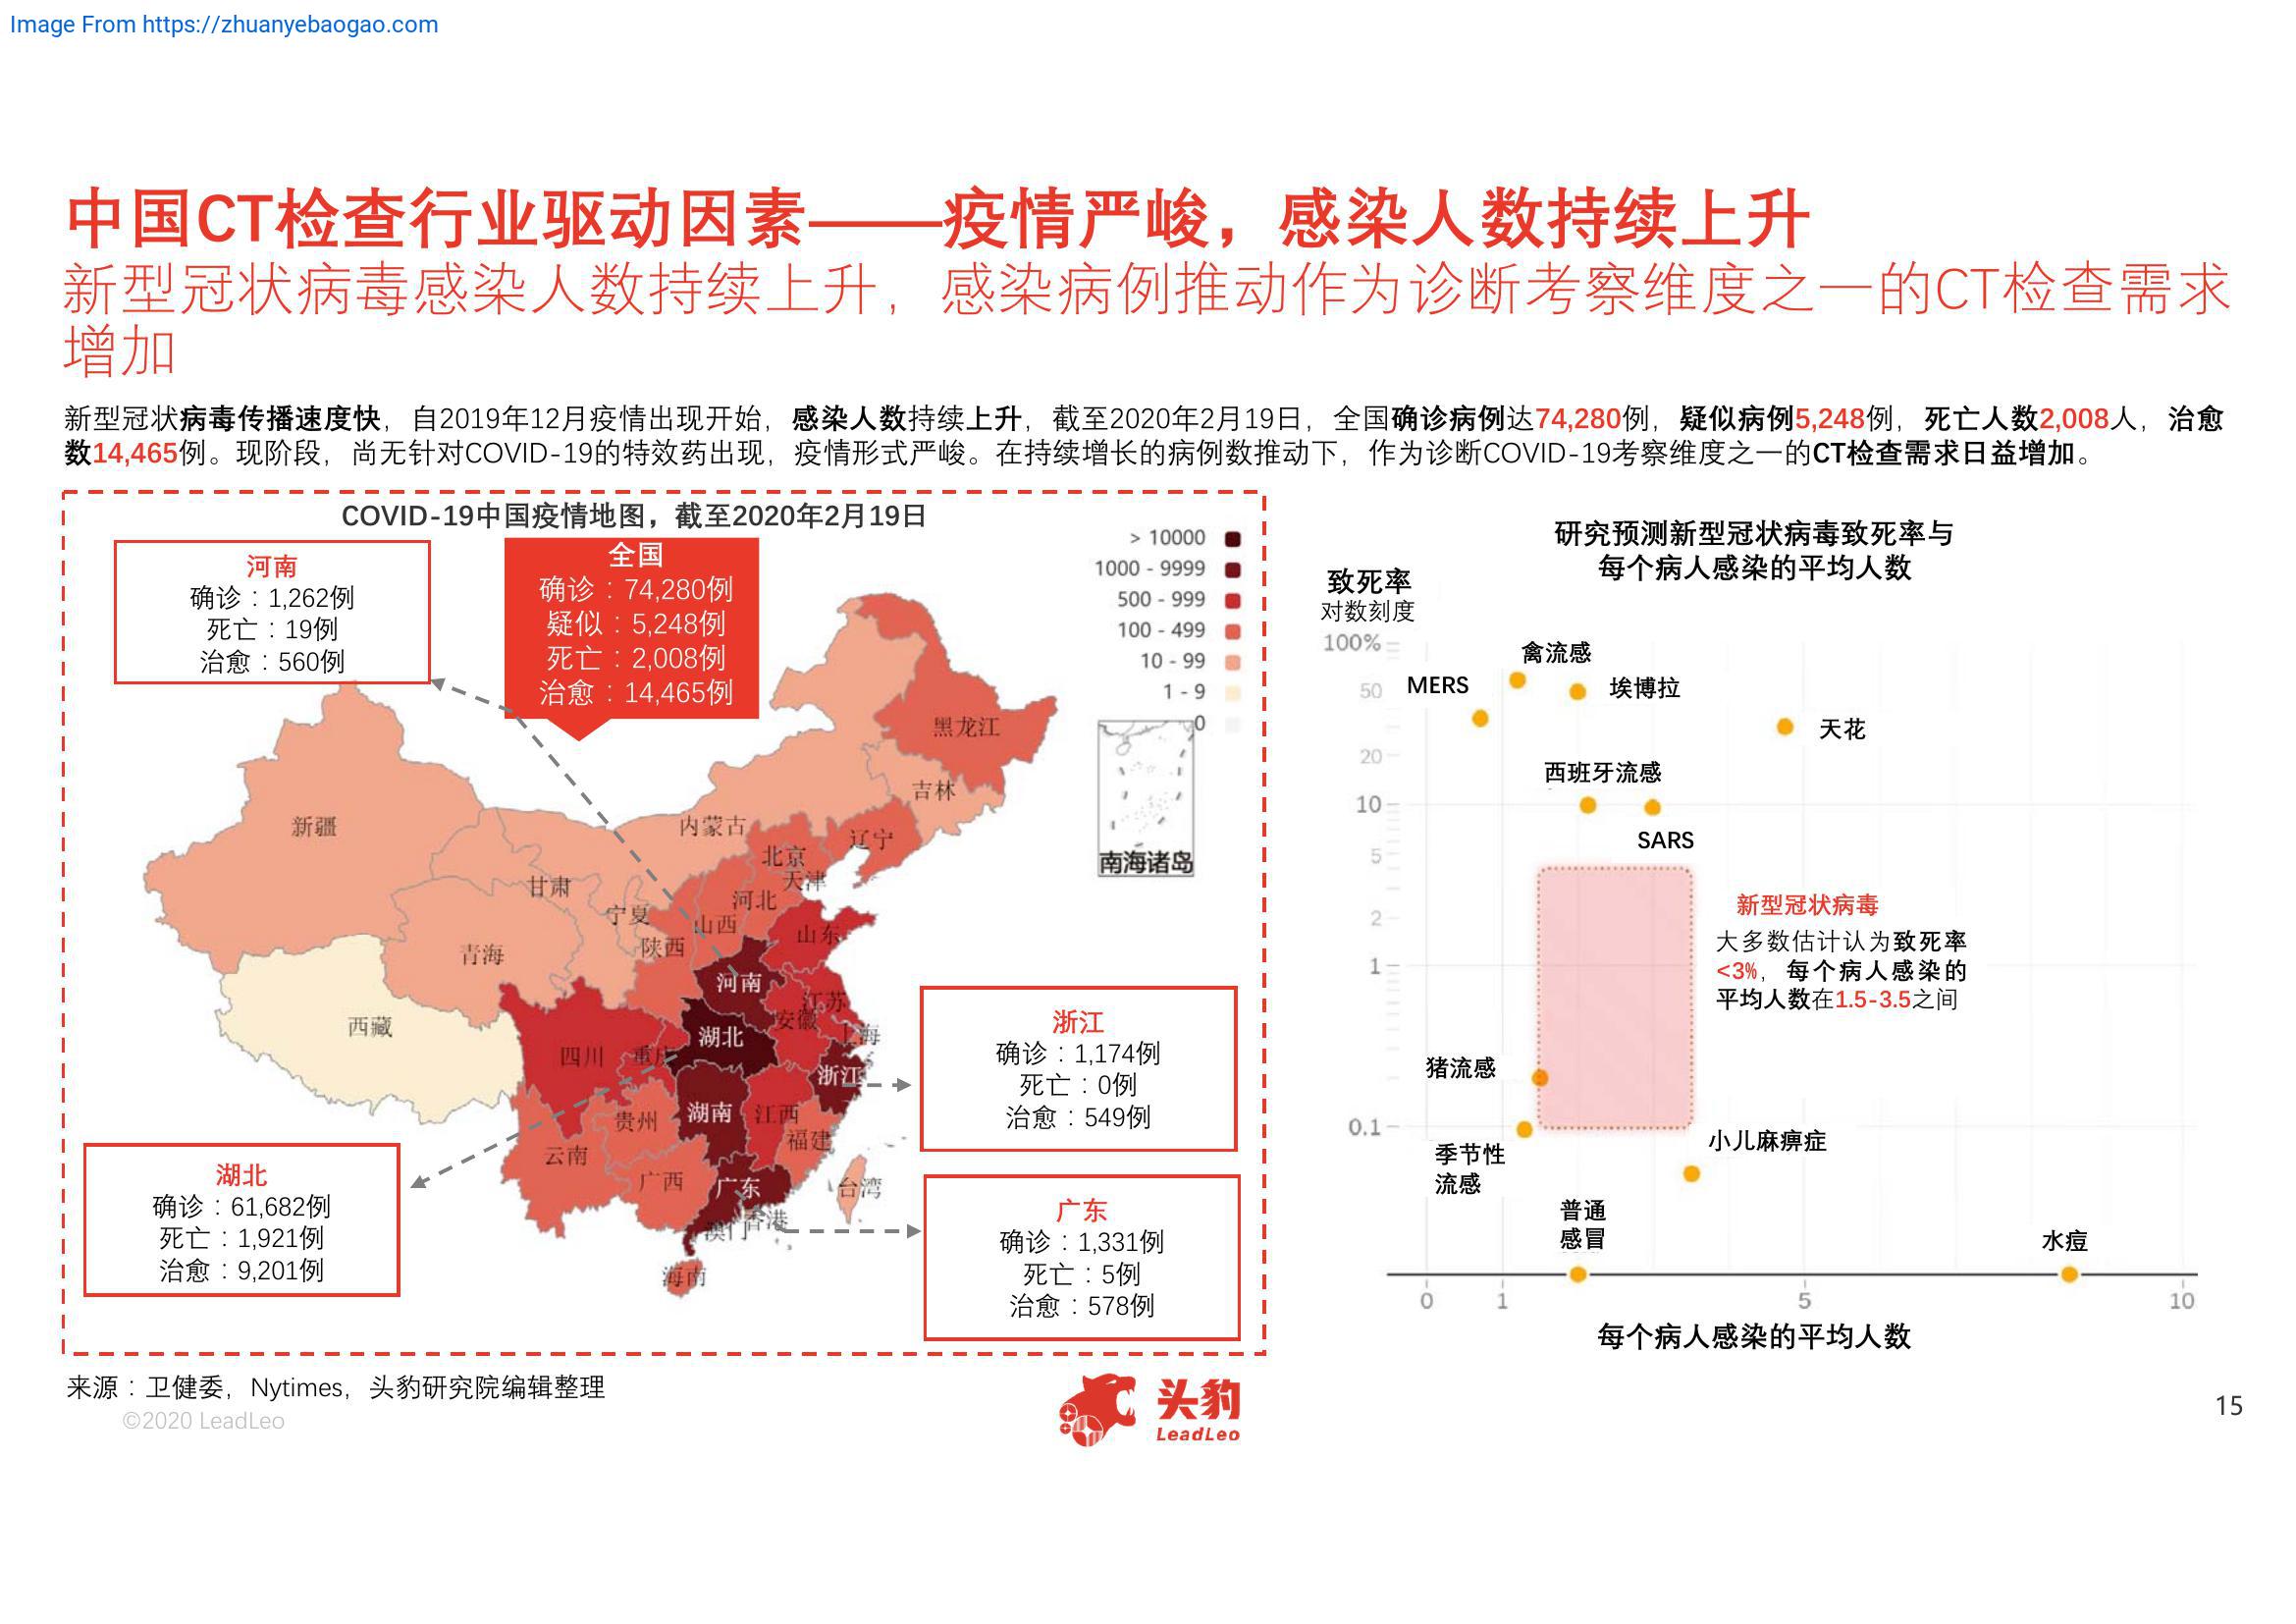 Image From https://zhuanyebaogao.com
中国CT检查行业驱动因素——疫情严峻，感染人数持续上升
新型冠状病毒感染人数持续上升，感染病例推动作为诊断考察维度之一的CT检查需求
增加
新型冠状病毒传播速度快，自2019年12月疫情出现开始，感染人数持续上升，截至2020年2月19日，全国确诊病例达74,280例，疑似病例5,248例，死亡人数2,008人，治愈
数14,465例。现阶段，尚无针对COVID-19的特效药出现，疫情形式严峻。在持续增长的病例数推动下，作为诊断COVID-19考察维度之一的CT检查需求日益增加。
COVID-19中国疫情地图，截至2020年2月19日
河南
确诊：1,262例
死亡：19例
治愈：560例
全国
确诊：74,280例
疑似：5,248例
死亡：2,008例
治愈：14,465例
> 10000
1000 - 9999
500 - 999
100 - 499
10 - 99
1 - 9
0
南海诸岛
黑龙江
吉林
辽宁
内蒙古
新疆
北京
天津
河北
甘肃
宁夏
山西
山东
陕西
青海
河南
江苏
安徽
上海
西藏
湖北
四川
重庆
浙江
湖南
江西
贵州
福建
云南
广西
广东
台湾
香港
澳门
海南
浙江
确诊：1,174例
死亡：0例
治愈：549例
湖北
确诊：61,682例
死亡：1,921例
治愈：9,201例
广东
确诊：1,331例
死亡：5例
治愈：578例
研究预测新型冠状病毒致死率与
每个病人感染的平均人数
致死率
对数刻度
100%
50
20
10
5
2
1
0.1
禽流感
MERS
埃博拉
天花
西班牙流感
SARS
新型冠状病毒
大多数估计认为致死率
<3%，每个病人感染的
平均人数在1.5-3.5之间
猪流感
季节性
流感
小儿麻痹症
普通
感冒
水痘
0
1
5
10
每个病人感染的平均人数
来源：卫健委，Nytimes，头豹研究院编辑整理
©2020 LeadLeo
头豹
LeadLeo
15